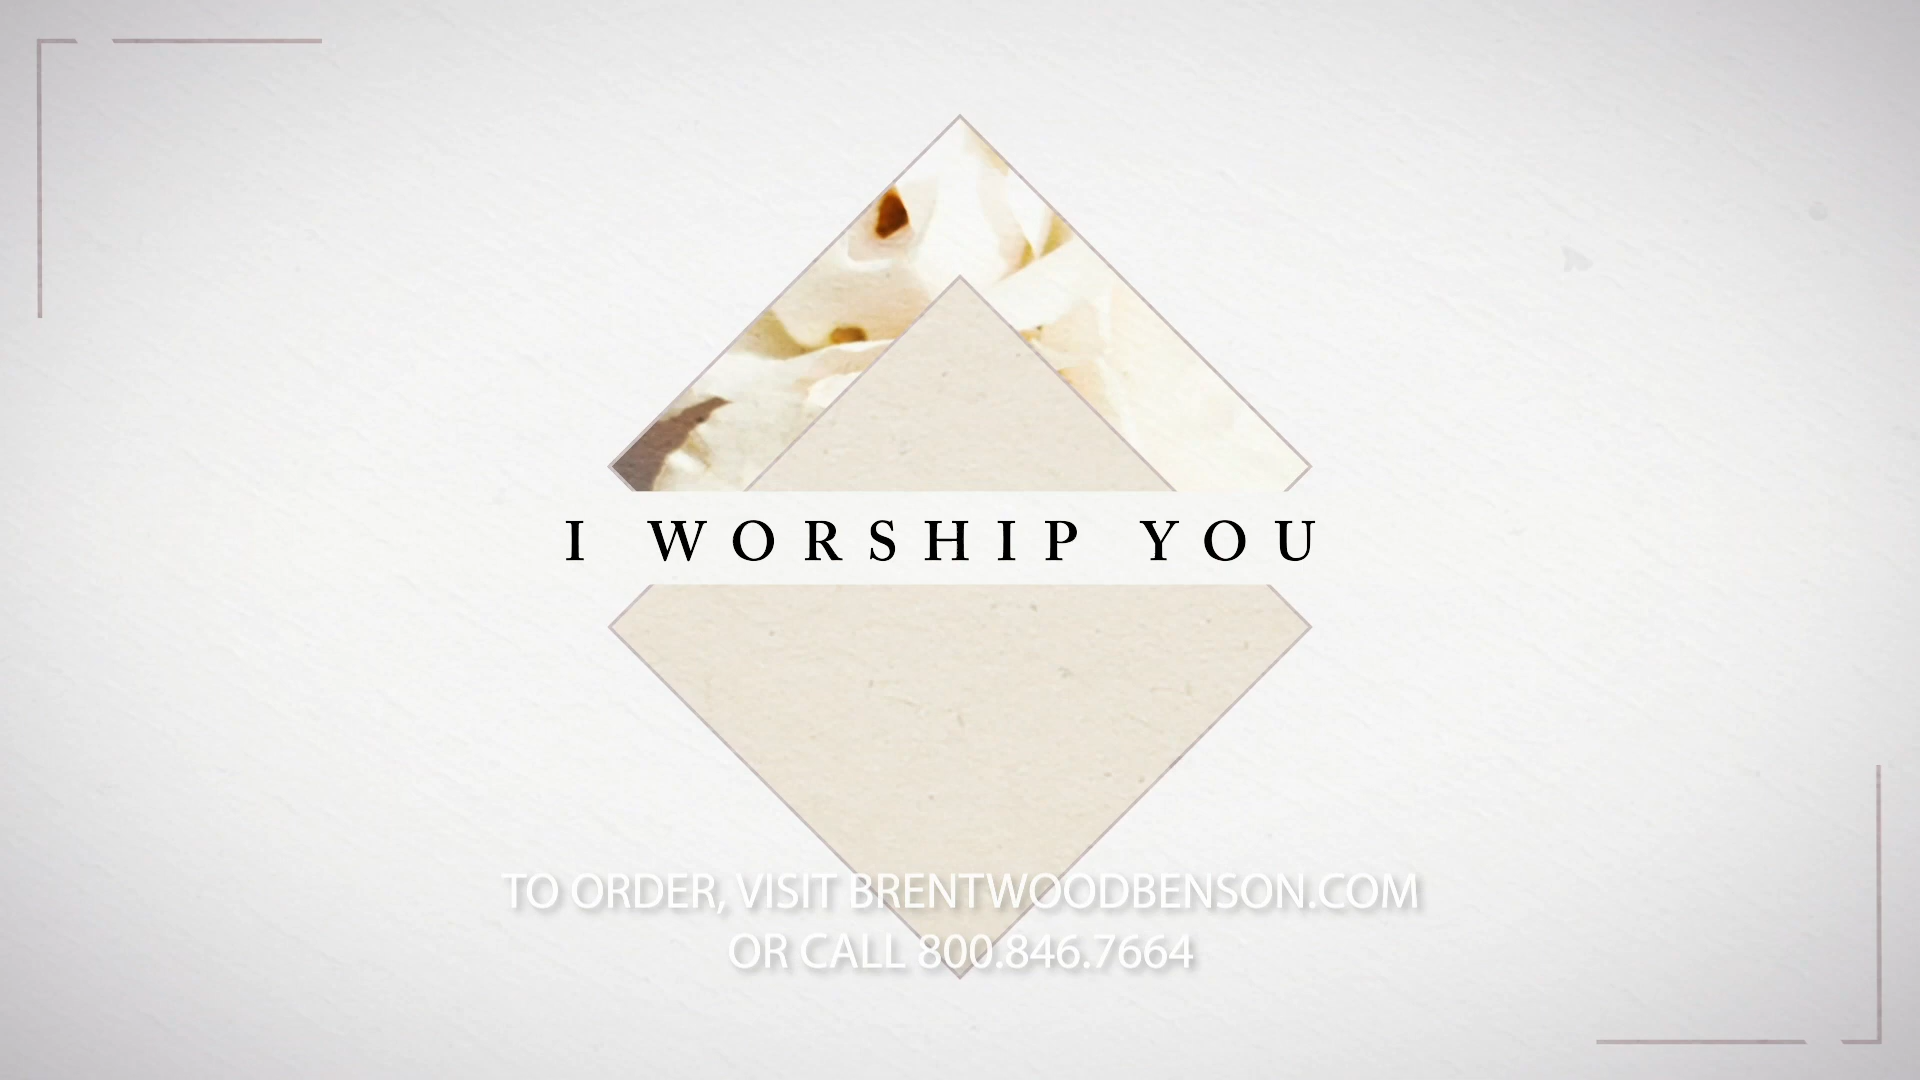 I WORSHIP YOU
TO ORDER, VISIT BRENTWOODBENSON.COM
OR CALL 800.846.7664